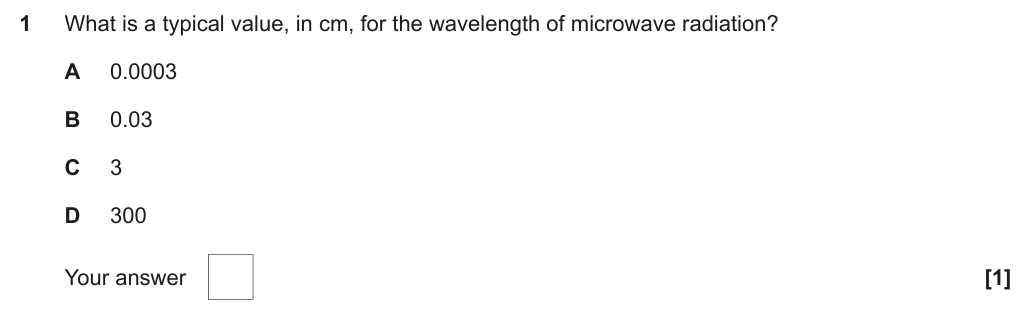 1 What is a typical value, in cm, for the wavelength of microwave radiation?
A 0.0003
B 0.03
C 3
D 300
Your answer [1]